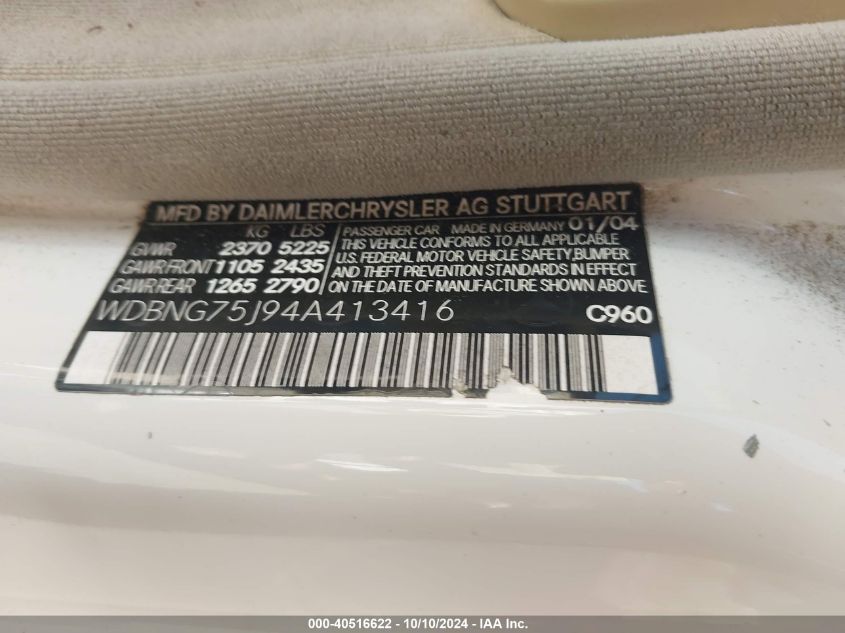 MFD BY DAIMLERCHRYSLER AG STUTTGART
KG LBS
GVWR 2370 5225
GAWR FRONT 1105 2435
GAWR REAR 1265 2790
PASSENGER CAR MADE IN GERMANY 01/04
THIS VEHICLE CONFORMS TO ALL APPLICABLE
U.S. FEDERAL MOTOR VEHICLE SAFETY, BUMPER
AND THEFT PREVENTION STANDARDS IN EFFECT
ON THE DATE OF MANUFACTURE SHOWN ABOVE.
WDBNG75J94A413416 C960
000-40516622 - 10/10/2024 - IAA Inc.